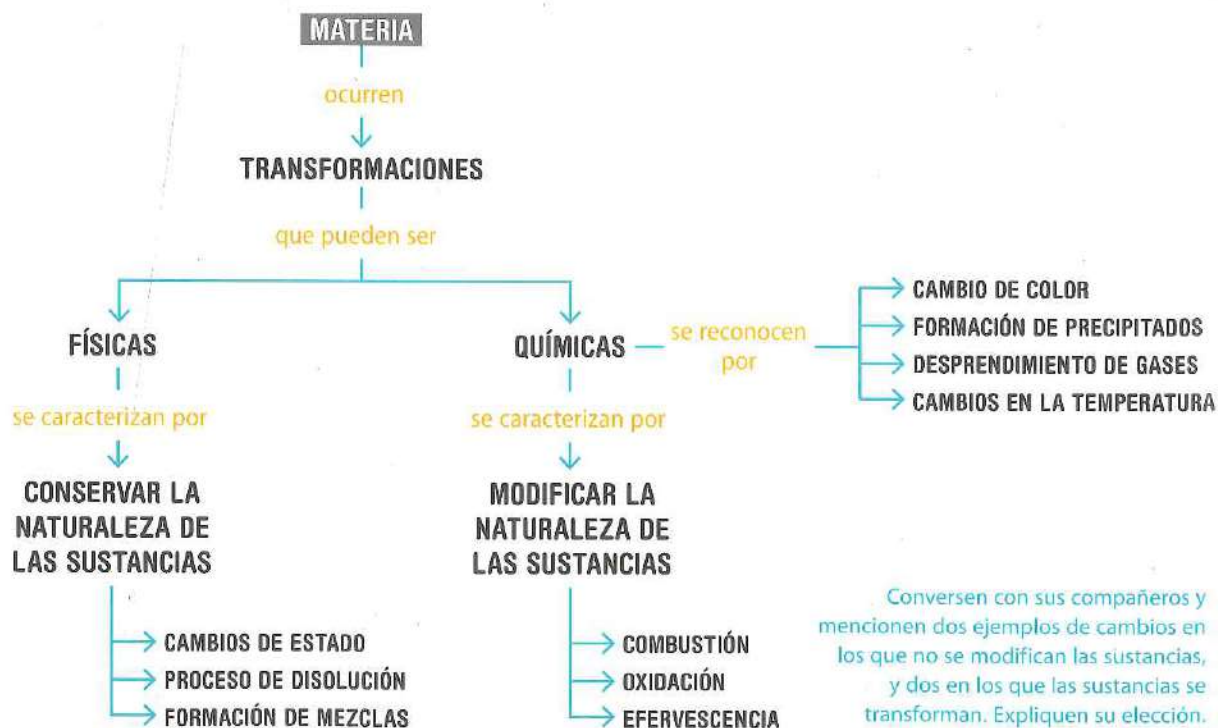 MATERIA
ocurren
TRANSFORMACIONES
que pueden ser
FÍSICAS
QUÍMICAS
se reconocen
por
CAMBIO DE COLOR
FORMACIÓN DE PRECIPITADOS
DESPRENDIMIENTO DE GASES
CAMBIOS EN LA TEMPERATURA
se caracterizan por
CONSERVAR LA
NATURALEZA DE
LAS SUSTANCIAS
CAMBIOS DE ESTADO
PROCESO DE DISOLUCIÓN
FORMACIÓN DE MEZCLAS
se caracterizan por
MODIFICAR LA
NATURALEZA DE
LAS SUSTANCIAS
COMBUSTIÓN
OXIDACIÓN
EFERVESCENCIA
Conversen con sus compañeros y
mencionen dos ejemplos de cambios en
los que no se modifican las sustancias,
y dos en los que las sustancias se
transforman. Expliquen su elección.